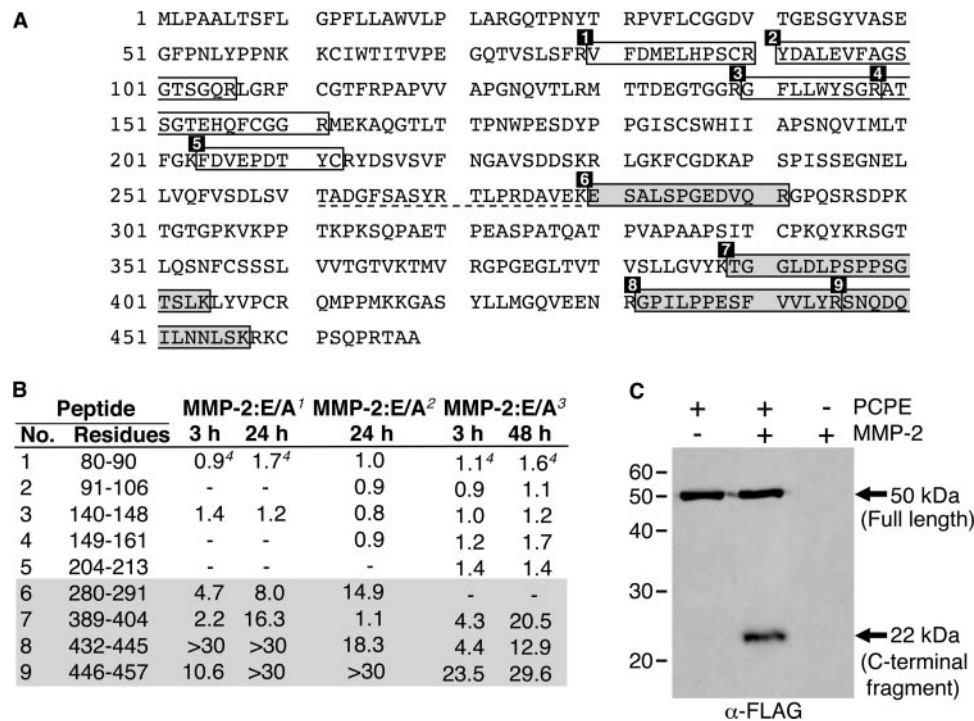 A
1 MLPAALTSFL GPFLLAWVLP LARGQTPNYT RPVFLCGGDV TGESGYVASE
1 2
51 GFPNLYPPNK KCIWTITVPE GQTVSLSFRV FDMELHPSCR YDALEVFAGS
3 4
101 GTSGQRLGRF CGTFRPAPVV APGNQVTLRM TTDEGTGGRG FLLWYSGRAT
151 SGTEHQFCGG RMEKAQGTLT TPNWPESDYP PGISCSWHII APSNQVIMLT
5
201 FGKFDVEPDT YCRYDSVSVF NGAVSDDSKR LGKFCGDKAP SPISSEGNEL
6
251 LVQFVSDLSV TADGFSASYR TLPRDAVEKE SALSPGEDVQ RGPQSRSDPK
301 TGTGPKVKPP TKPKSQPAET PEASPATQAT PVAPAAPSIT CPKQYKRSGT
7
351 LQSNFCSSSL VVTGTVKTMV RGPGEGLTVT VSLLGVYKTG GLDLPSPPSG
8 9
401 TSLKLYVPCR QMPPMKKGAS YLLMGQVEEN RGPILPPESF VVLYRSNQDQ
451 ILNNLSKRKC PSQPRTAA
B
Peptide MMP-2:E/A¹ MMP-2:E/A² MMP-2:E/A³
No. Residues 3 h 24 h 24 h 3 h 48 h
1 80-90 0.9⁴ 1.7⁴ 1.0 1.1⁴ 1.6⁴
2 91-106 - - 0.9 0.9 1.1
3 140-148 1.4 1.2 0.8 1.0 1.2
4 149-161 - - 0.9 1.2 1.7
5 204-213 - - - 1.4 1.4
6 280-291 4.7 8.0 14.9 - -
7 389-404 2.2 16.3 1.1 4.3 20.5
8 432-445 >30 >30 18.3 4.4 12.9
9 446-457 10.6 >30 >30 23.5 29.6
C
+ + - PCPE
- + + MMP-2
60
50
40
30
20
50 kDa
(Full length)
22 kDa
(C-terminal
fragment)
α-FLAG